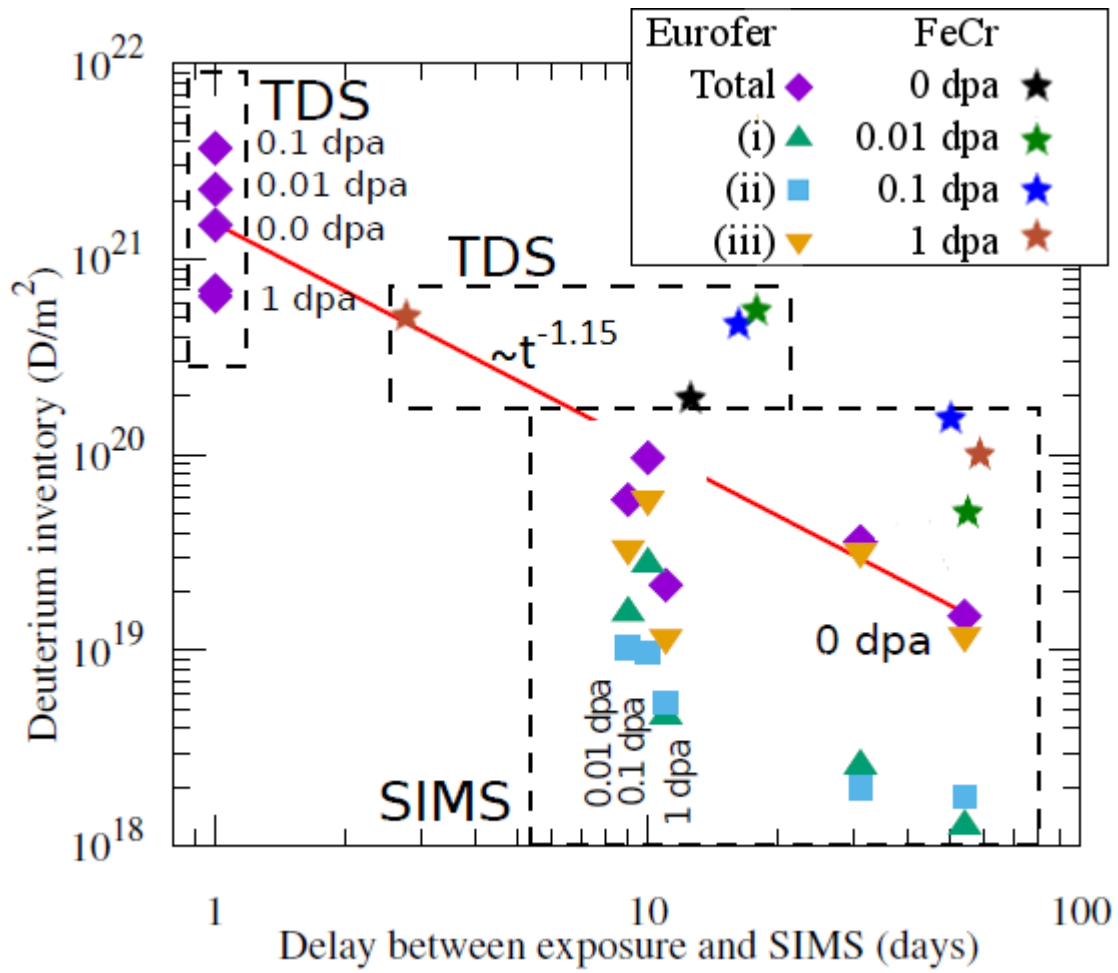 Eurofer FeCr
Total 0 dpa
(i) 0.01 dpa
(ii) 0.1 dpa
(iii) 1 dpa
10^22
10^21
10^20
10^19
10^18
Deuterium inventory (D/m^2)
TDS
0.1 dpa
0.01 dpa
0.0 dpa
1 dpa
TDS
~t^-1.15
0 dpa
0.01 dpa
0.1 dpa
1 dpa
SIMS
1 10 100
Delay between exposure and SIMS (days)